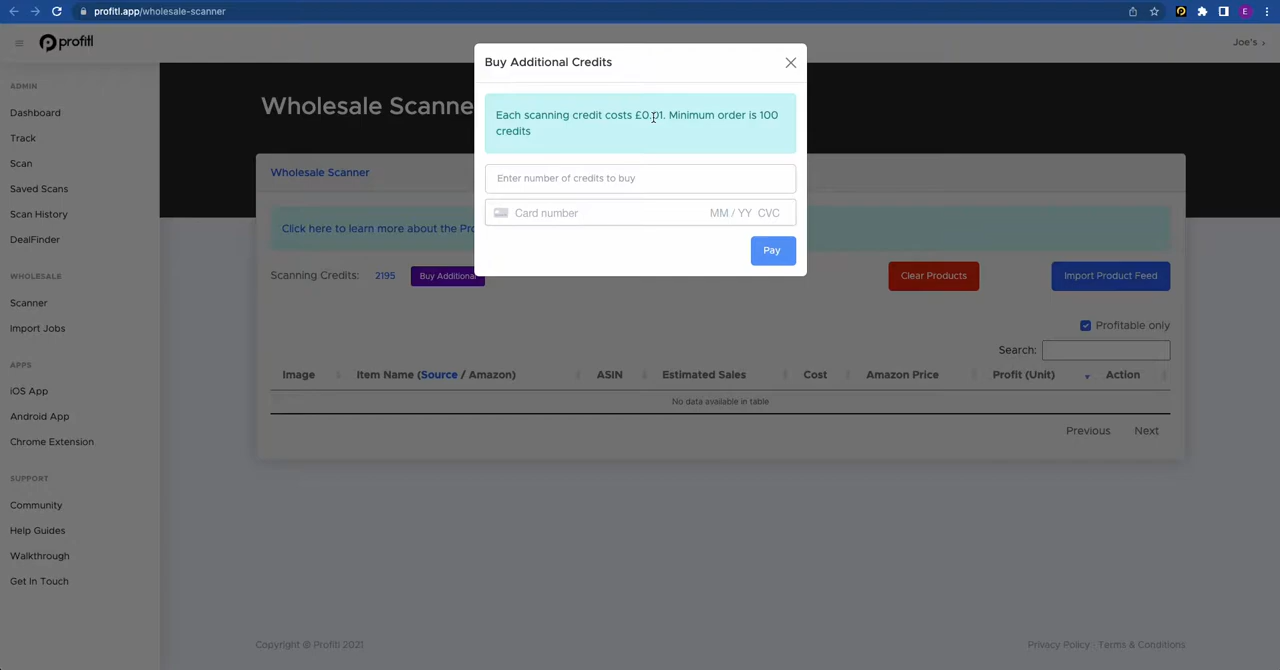 profitl.app/wholesale-scanner
E
profitl
Joe's
ADMIN
Dashboard
Track
Scan
Saved Scans
Scan History
DealFinder
WHOLESALE
Scanner
Import Jobs
APPS
iOS App
Android App
Chrome Extension
SUPPORT
Community
Help Guides
Walkthrough
Get In Touch
Wholesale Scanne
Buy Additional Credits
Each scanning credit costs £0.01. Minimum order is 100
credits
Enter number of credits to buy
Card number MM / YY CVC
Pay
Wholesale Scanner
Click here to learn more about the Pro
Scanning Credits: 2195 Buy Additional Clear Products Import Product Feed
Profitable only
Search:
Image Item Name (Source / Amazon) ASIN Estimated Sales Cost Amazon Price Profit (Unit) Action
No data available in table
Previous Next
Copyright @ Profitl 2021 Privacy Policy · Terms & Conditions